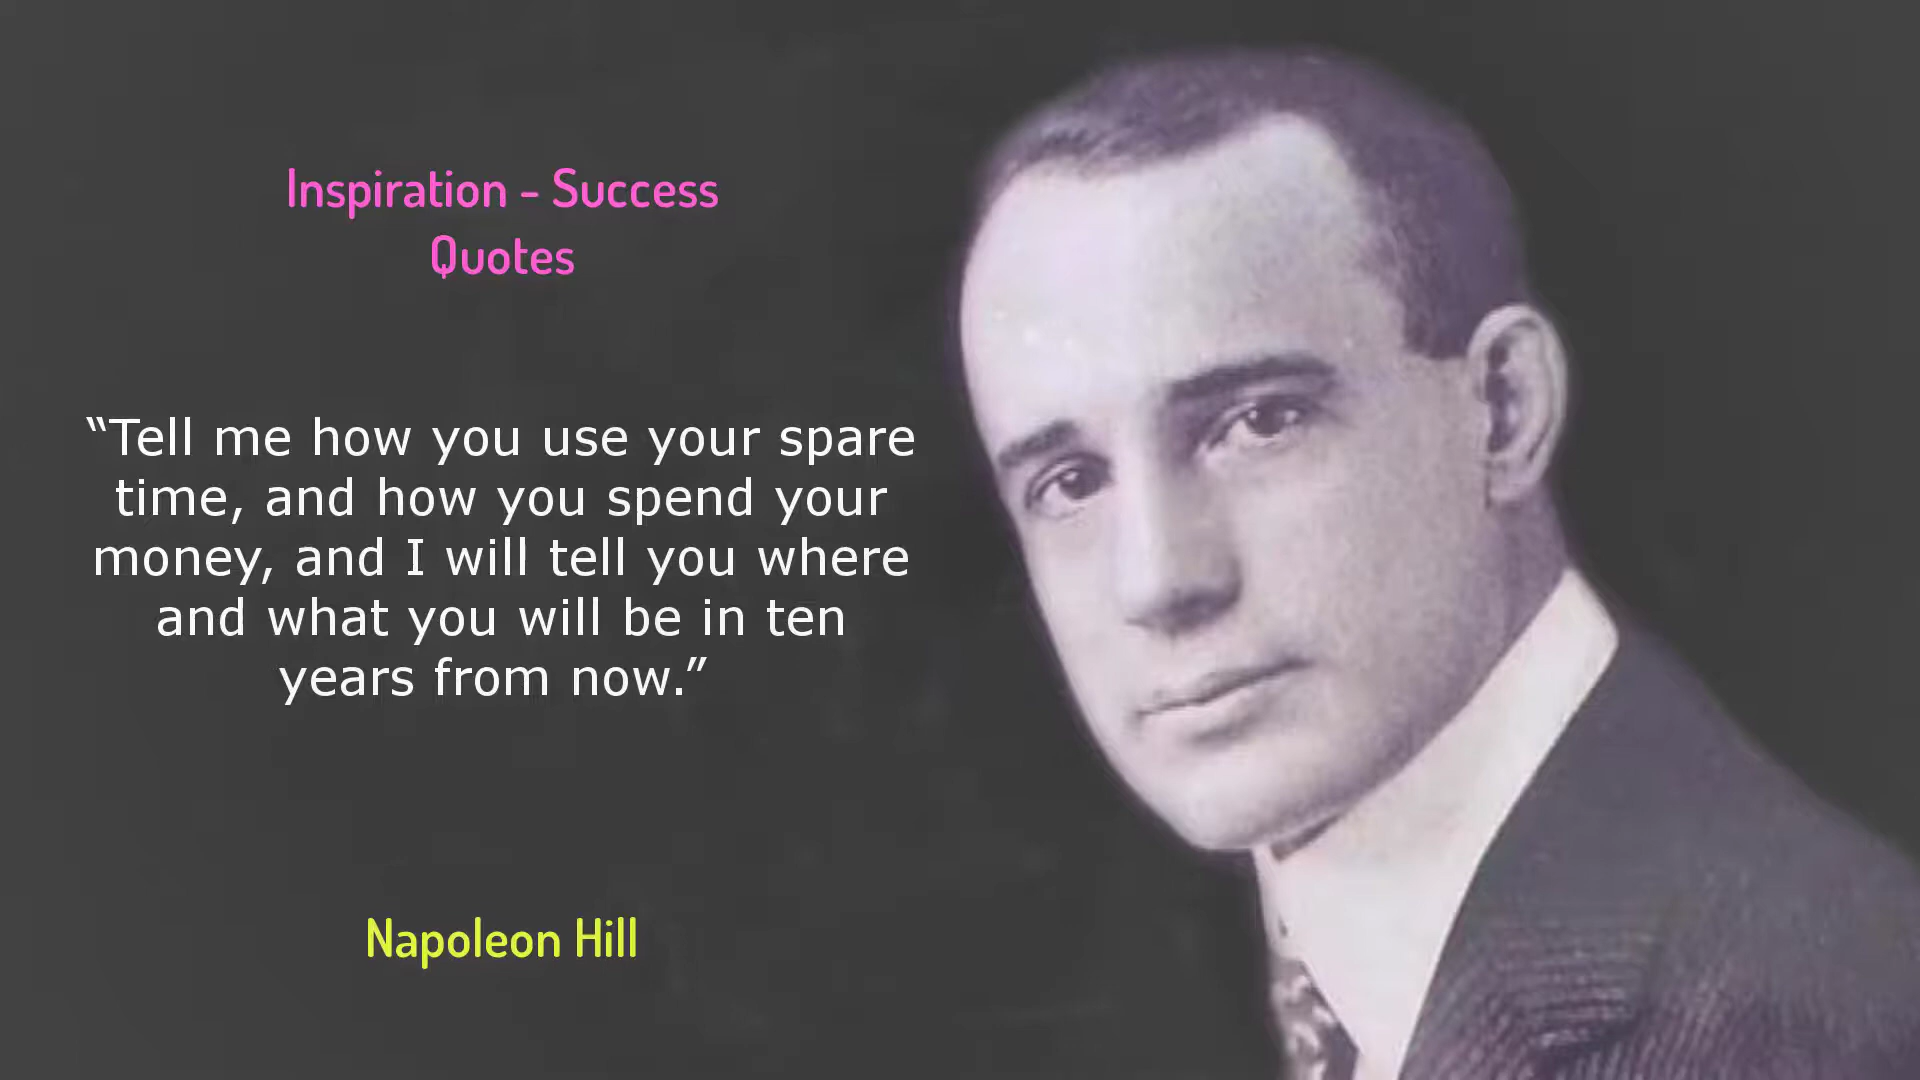 Inspiration - Success
Quotes
“Tell me how you use your spare
time, and how you spend your
money, and I will tell you where
and what you will be in ten
years from now.”
Napoleon Hill